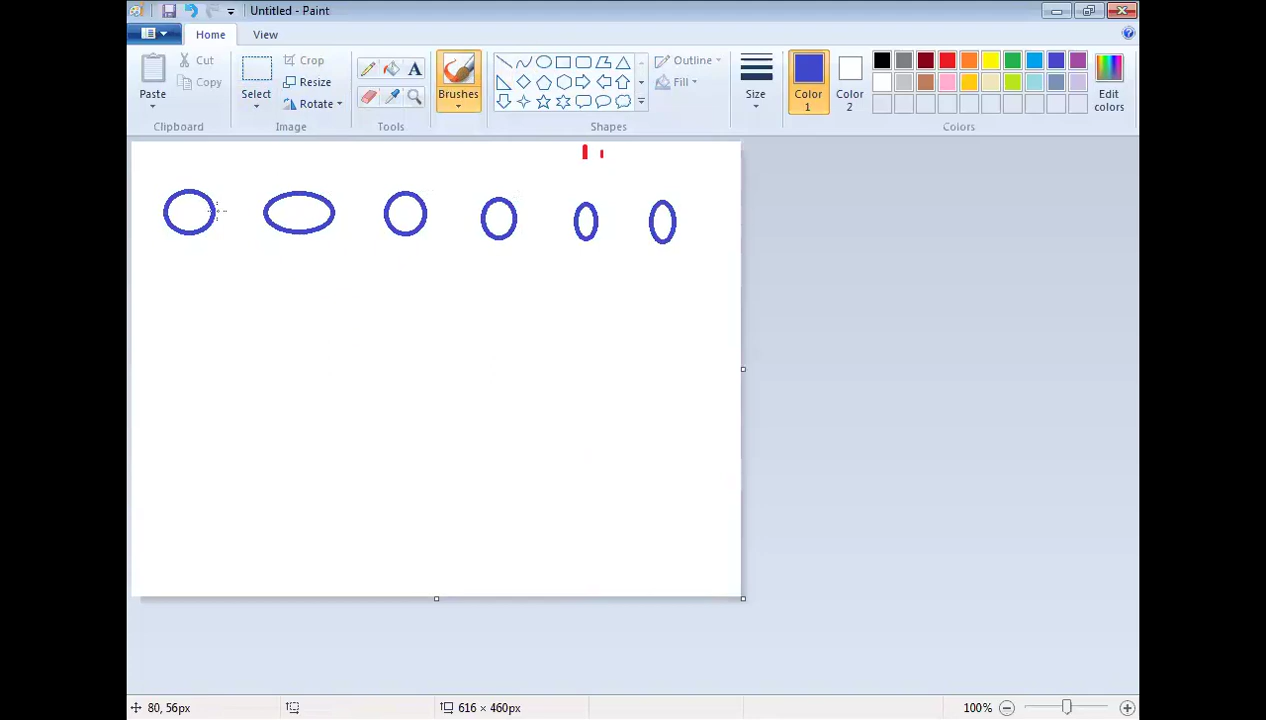 Untitled - Paint
Home View
Paste
Cut
Copy
Clipboard
Select
Crop
Resize
Rotate
Image
A
Tools
Brushes
Shapes
Outline
Fill
Size
Color 1
Color 2
Colors
Edit colors
80, 56px
616 × 460px
100%